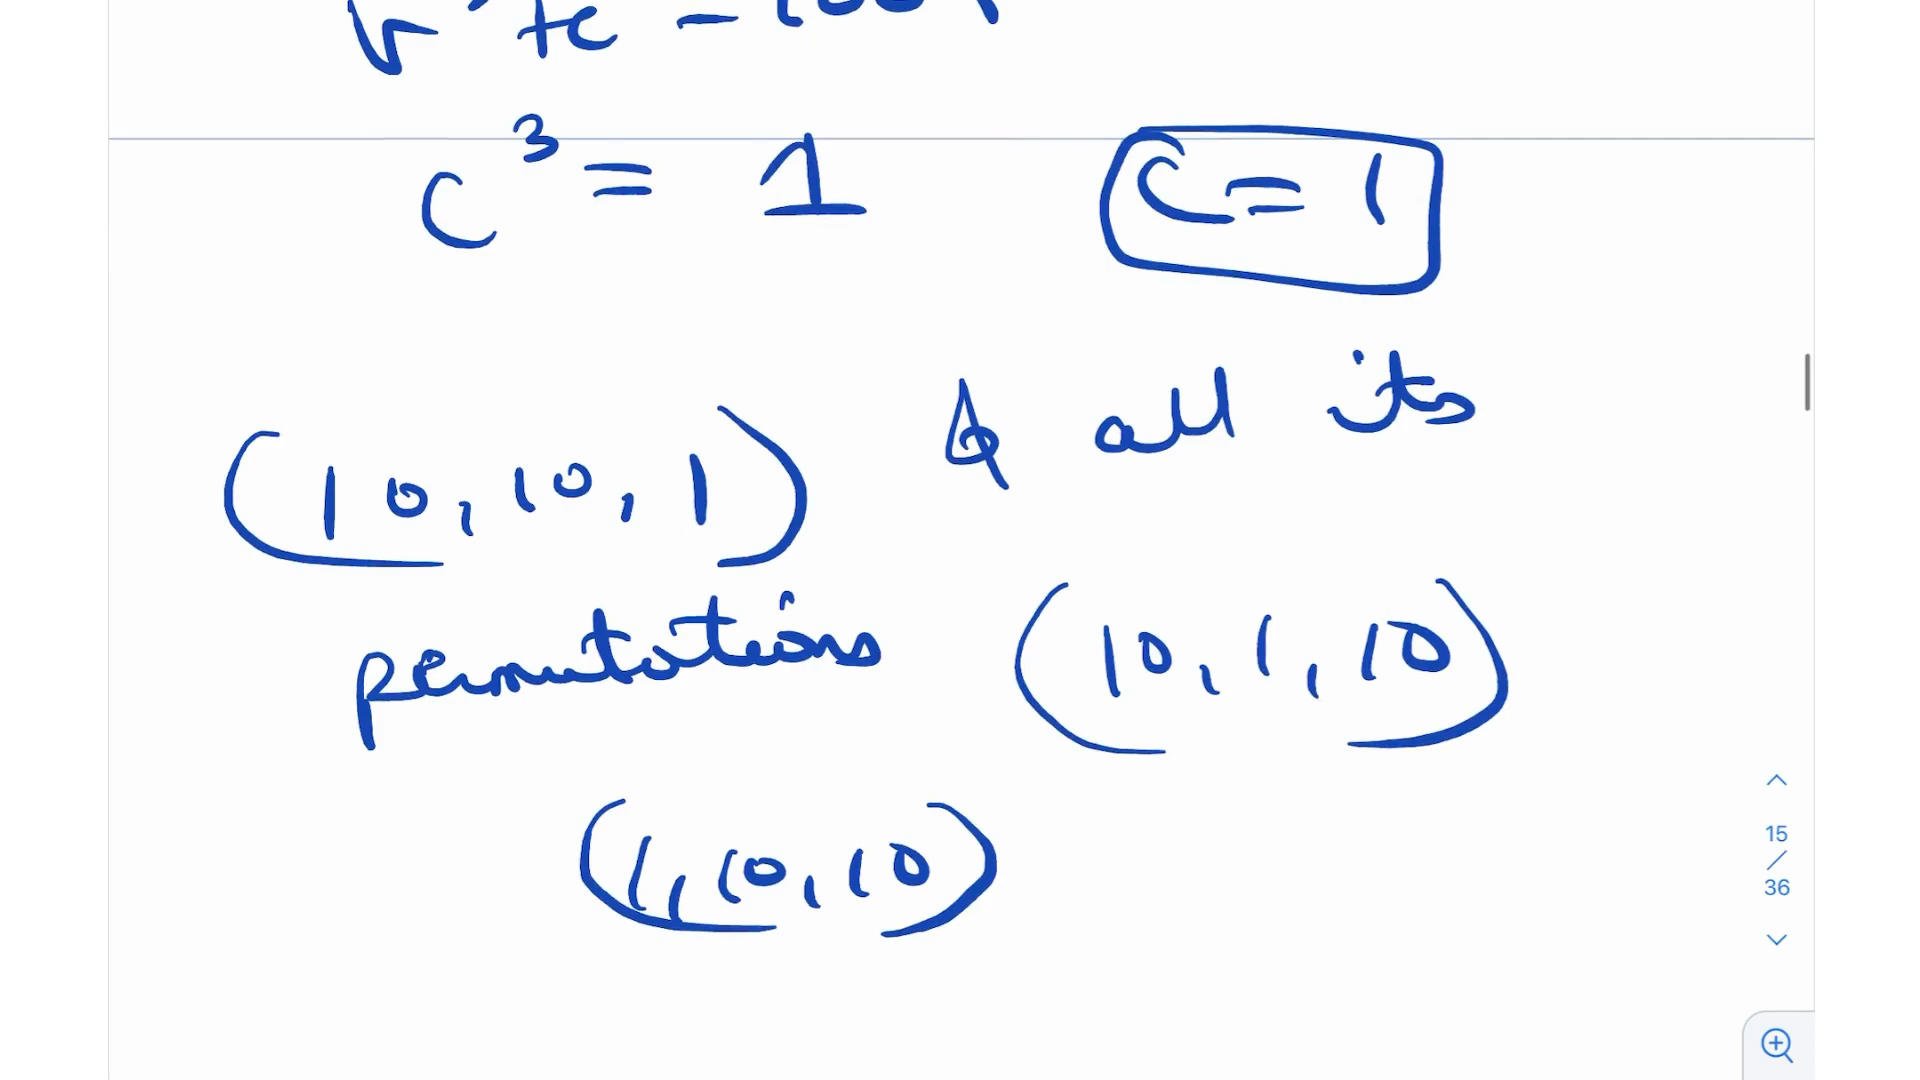 c³ = 1 c = 1
(10, 10, 1) & all its
permutations (10, 1, 10)
(1, 10, 10)
15
/
36